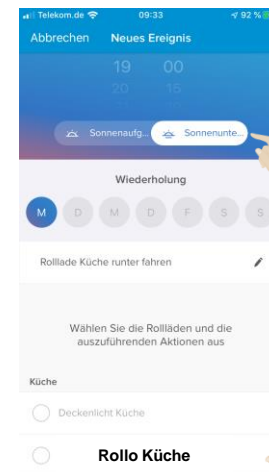 Telekom.de 09:33 92 %
Abbrechen Neues Ereignis
19 00
20 15
Sonnenaufg... Sonnenunte...
Wiederholung
M D M D F S S
Rolllade Küche runter fahren
Wählen Sie die Rollläden und die
auszuführenden Aktionen aus
Küche
Deckenlicht Küche
Rollo Küche